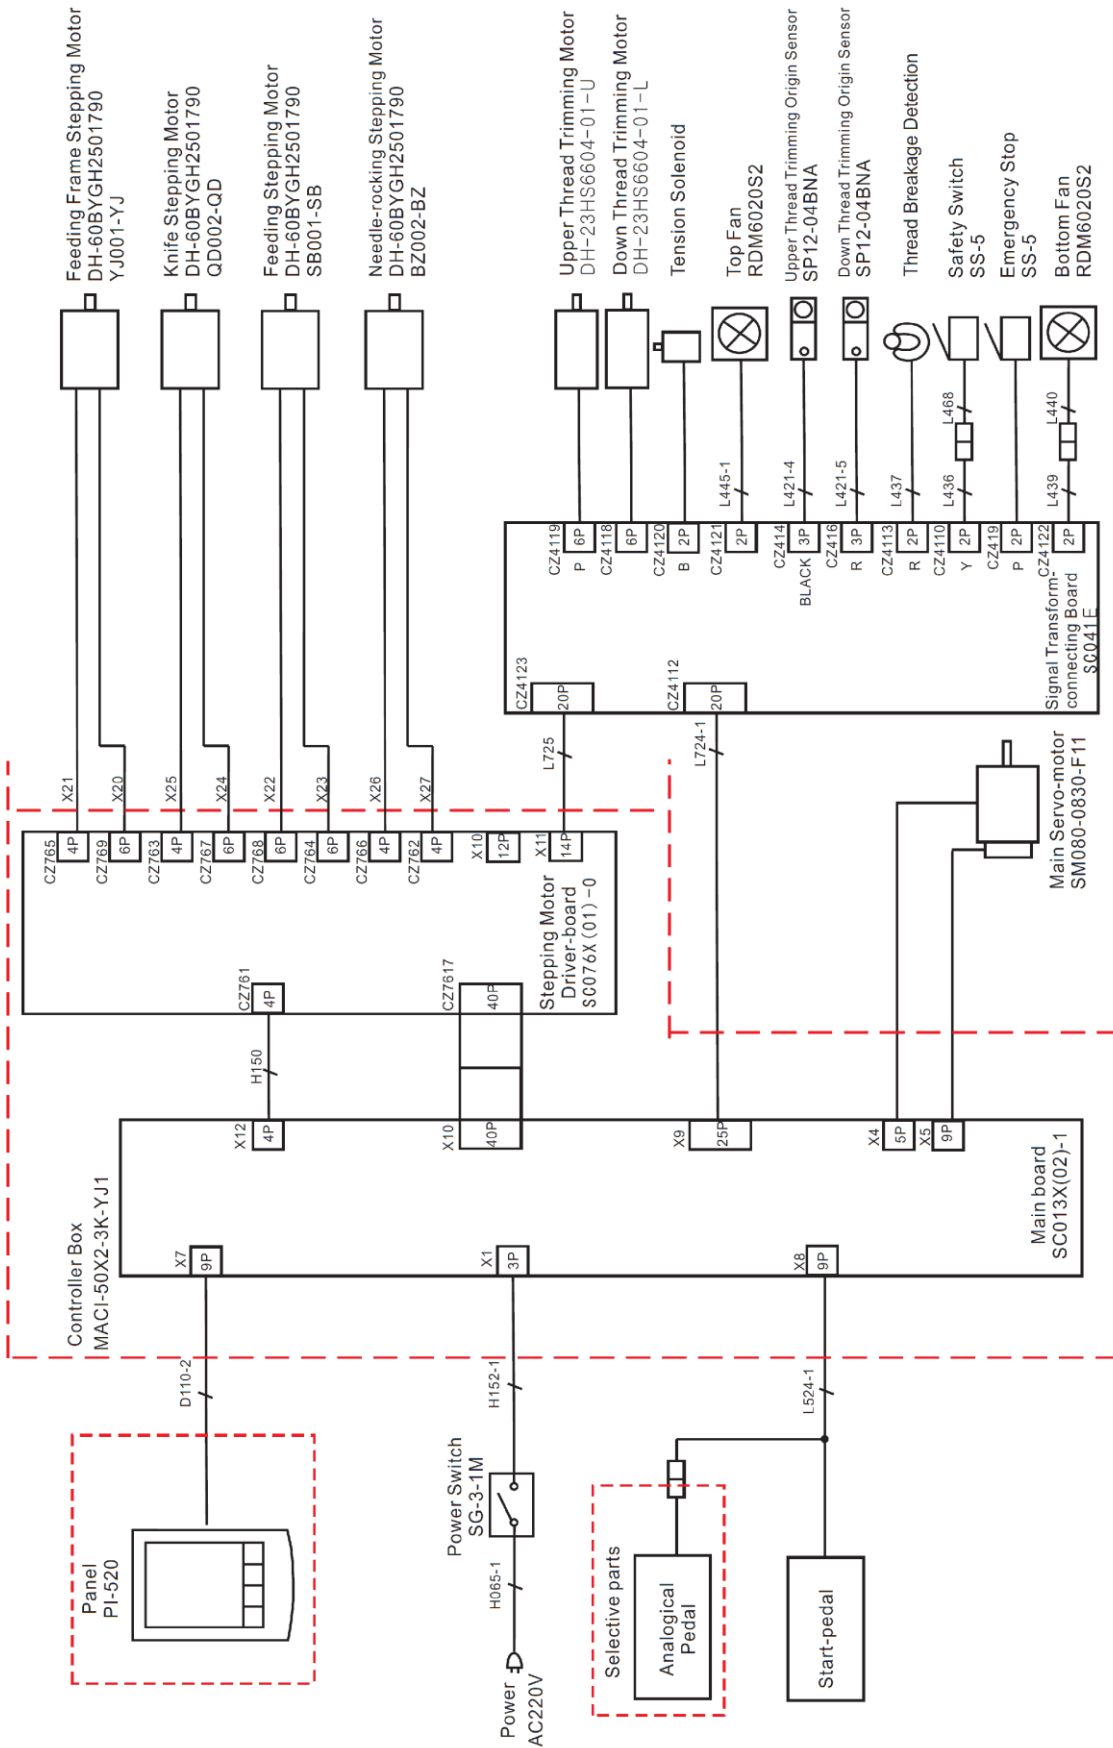 Feeding Frame Stepping Motor
DH-60BYGH2501790
YJ001-YJ
Knife Stepping Motor
DH-60BYGH2501790
QD002-QD
Feeding Stepping Motor
DH-60BYGH2501790
SB001-SB
Needle-rocking Stepping Motor
DH-60BYGH2501790
BZ002-BZ
Upper Thread Trimming Motor
DH-23HS6604-01-U
Down Thread Trimming Motor
DH-23HS6604-01-L
Tension Solenoid
Top Fan
RDM6020S2
Upper Thread Trimming Origin Sensor
SP12-04BNA
Down Thread Trimming Origin Sensor
SP12-04BNA
Thread Breakage Detection
Safety Switch
SS-5
Emergency Stop
SS-5
Bottom Fan
RDM6020S2
X21
X20
X25
X24
X22
X23
X26
X27
L445-1
L421-4
L421-5
L437
L468
L436
L440
L439
CZ4119
6P
P
CZ4118
6P
CZ4120
2P
B
CZ4121
2P
CZ414
3P
BLACK
CZ416
3P
R
CZ4113
2P
R
CZ4110
2P
Y
CZ419
2P
P
CZ4122
2P
CZ4123
20P
CZ4112
20P
Signal Transform-
connecting Board
SC041E
L725
L724-1
CZ765
4P
CZ769
6P
CZ763
4P
CZ767
6P
CZ768
6P
CZ764
6P
CZ766
4P
CZ762
4P
X10
12P
X11
14P
CZ761
4P
CZ7617
40P
Stepping Motor
Driver-board
SC076X(01)-0
Main Servo-motor
SM080-0830-F11
H150
X12
4P
X10
40P
X9
25P
X4
5P
X5
9P
Main board
SC013X(02)-1
X7
9P
X1
3P
X8
9P
Controller Box
MACI-50X2-3K-YJ1
D110-2
H152-1
L524-1
Panel
PI-520
Power Switch
SG-3-1M
H065-1
Power
AC220V
Selective parts
Analogical
Pedal
Start-pedal